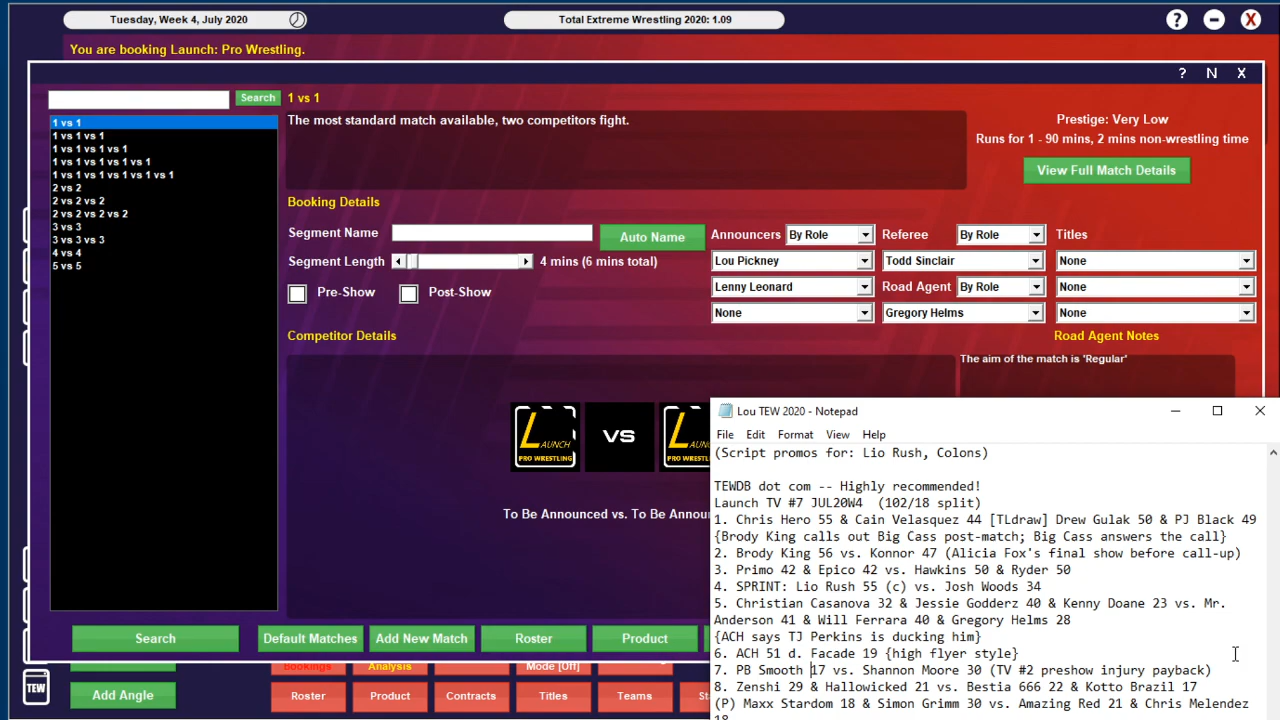 Tuesday, Week 4, July 2020
Total Extreme Wrestling 2020: 1.09
?
X
You are booking Launch: Pro Wrestling.
? N X
Search
1 vs 1
The most standard match available, two competitors fight.
Prestige: Very Low
Runs for 1 - 90 mins, 2 mins non-wrestling time
View Full Match Details
1 vs 1
1 vs 1 vs 1
1 vs 1 vs 1 vs 1
1 vs 1 vs 1 vs 1 vs 1
1 vs 1 vs 1 vs 1 vs 1 vs 1
2 vs 2
2 vs 2 vs 2
2 vs 2 vs 2 vs 2
3 vs 3
3 vs 3 vs 3
4 vs 4
5 vs 5
Booking Details
Segment Name
Auto Name
Announcers By Role Referee By Role Titles
Segment Length 4 mins (6 mins total)
Lou Pickney Todd Sinclair None
Pre-Show Post-Show
Lenny Leonard Road Agent By Role None
None Gregory Helms None
Competitor Details
Road Agent Notes
The aim of the match is 'Regular'
LAUNCH PRO WRESTLING
VS
LAUNCH PRO WRESTLING
To Be Announced vs. To Be Annou
Search Default Matches Add New Match Roster Product
Bookings Analysis Mode [Off]
TEW
Add Angle Roster Product Contracts Titles Teams
Lou TEW 2020 - Notepad
File Edit Format View Help
(Script promos for: Lio Rush, Colons)
TEWDB dot com -- Highly recommended!
Launch TV #7 JUL20W4 (102/18 split)
1. Chris Hero 55 & Cain Velasquez 44 [TLdraw] Drew Gulak 50 & PJ Black 49
{Brody King calls out Big Cass post-match; Big Cass answers the call}
2. Brody King 56 vs. Konnor 47 (Alicia Fox's final show before call-up)
3. Primo 42 & Epico 42 vs. Hawkins 50 & Ryder 50
4. SPRINT: Lio Rush 55 (c) vs. Josh Woods 34
5. Christian Casanova 32 & Jessie Godderz 40 & Kenny Doane 23 vs. Mr.
Anderson 41 & Will Ferrara 40 & Gregory Helms 28
{ACH says TJ Perkins is ducking him}
6. ACH 51 d. Facade 19 {high flyer style}
7. PB Smooth 17 vs. Shannon Moore 30 (TV #2 preshow injury payback)
8. Zenshi 29 & Hallowicked 21 vs. Bestia 666 22 & Kotto Brazil 17
(P) Maxx Stardom 18 & Simon Grimm 30 vs. Amazing Red 21 & Chris Melendez